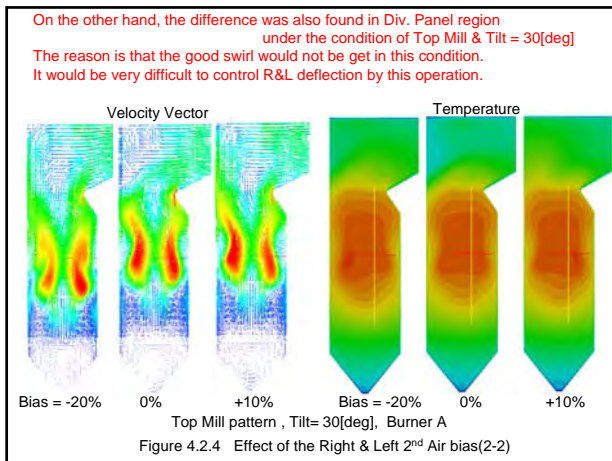 On the other hand, the difference was also found in Div. Panel region
under the condition of Top Mill & Tilt = 30[deg]
The reason is that the good swirl would not be get in this condition.
It would be very difficult to control R&L deflection by this operation.
Velocity Vector Temperature
Bias = -20% 0% +10% Bias = -20% 0% +10%
Top Mill pattern , Tilt= 30[deg], Burner A
Figure 4.2.4 Effect of the Right & Left 2nd Air bias(2-2)